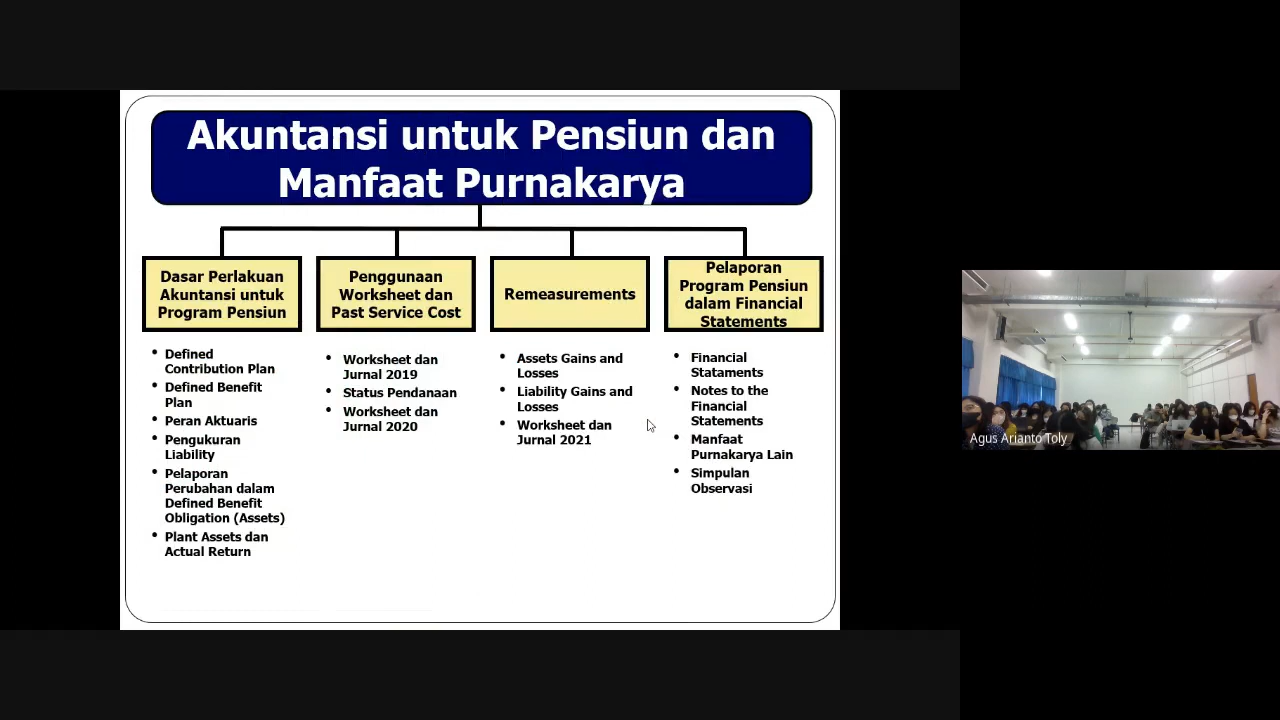 Akuntansi untuk Pensiun dan
Manfaat Purnakarya
Dasar Perlakuan
Akuntansi untuk
Program Pensiun
• Defined
Contribution Plan
• Defined Benefit
Plan
• Peran Aktuaris
• Pengukuran
Liability
• Pelaporan
Perubahan dalam
Defined Benefit
Obligation (Assets)
• Plant Assets dan
Actual Return
Penggunaan
Worksheet dan
Past Service Cost
• Worksheet dan
Jurnal 2019
• Status Pendanaan
• Worksheet dan
Jurnal 2020
Remeasurements
• Assets Gains and
Losses
• Liability Gains and
Losses
• Worksheet dan
Jurnal 2021
Pelaporan
Program Pensiun
dalam Financial
Statements
• Financial
Stataments
• Notes to the
Financial
Statements
• Manfaat
Purnakarya Lain
• Simpulan
Observasi
Agus Arianto Toly